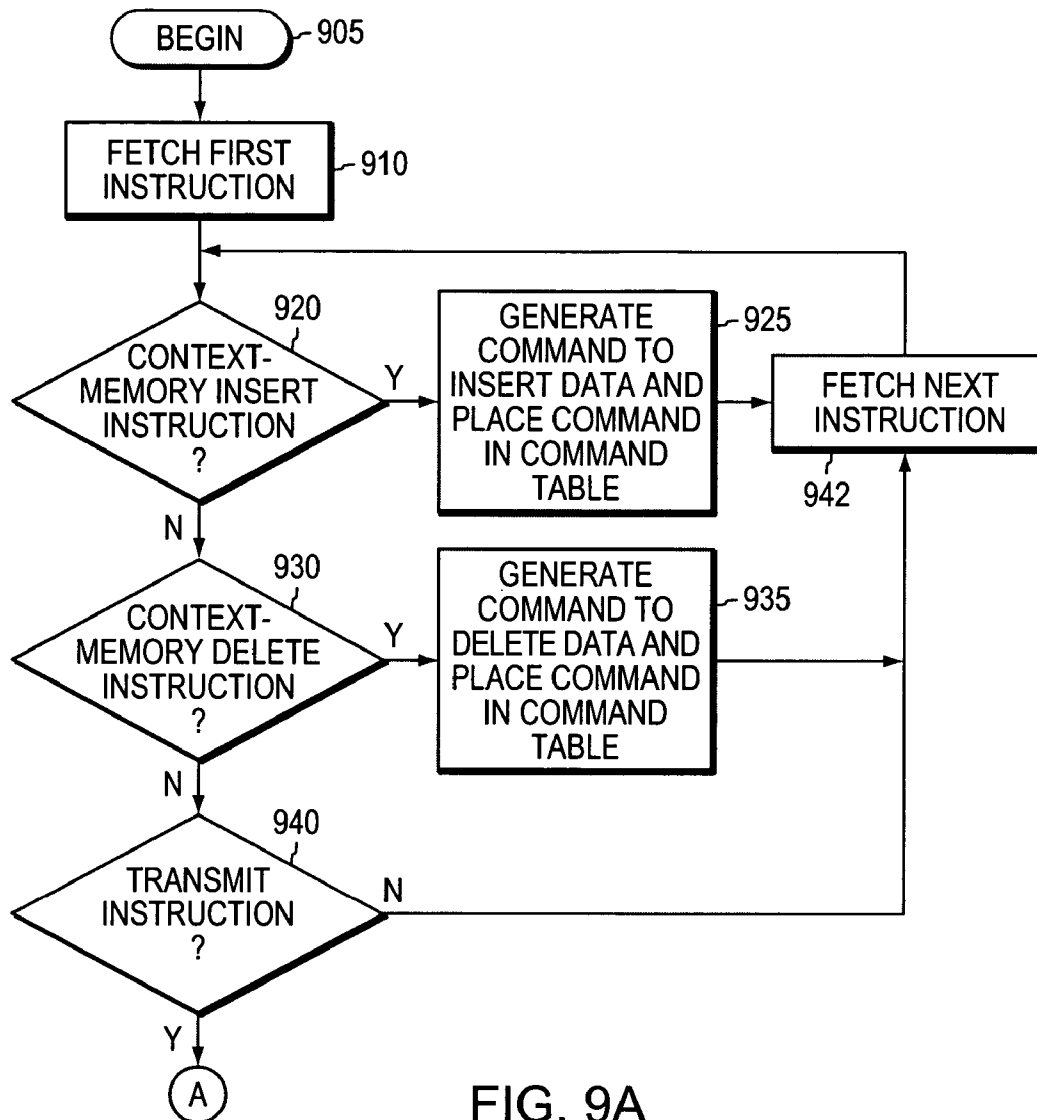 BEGIN
905
FETCH FIRST
INSTRUCTION
910
920
CONTEXT-
MEMORY INSERT
INSTRUCTION
?
Y
N
GENERATE
COMMAND TO
INSERT DATA AND
PLACE COMMAND
IN COMMAND
TABLE
925
FETCH NEXT
INSTRUCTION
942
930
CONTEXT-
MEMORY DELETE
INSTRUCTION
?
Y
N
GENERATE
COMMAND TO
DELETE DATA AND
PLACE COMMAND
IN COMMAND
TABLE
935
940
TRANSMIT
INSTRUCTION
?
N
Y
A
FIG. 9A